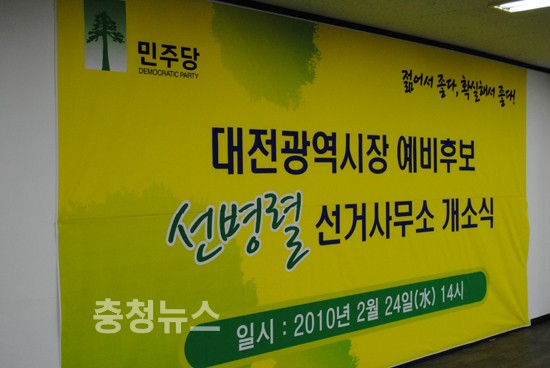 민주당
DEMOCRATIC PARTY
젊어서 좋다, 확실해서 좋다!
대전광역시장 예비후보
선병렬 선거사무소 개소식
일시 : 2010년 2월 24일(水) 14시
충청뉴스